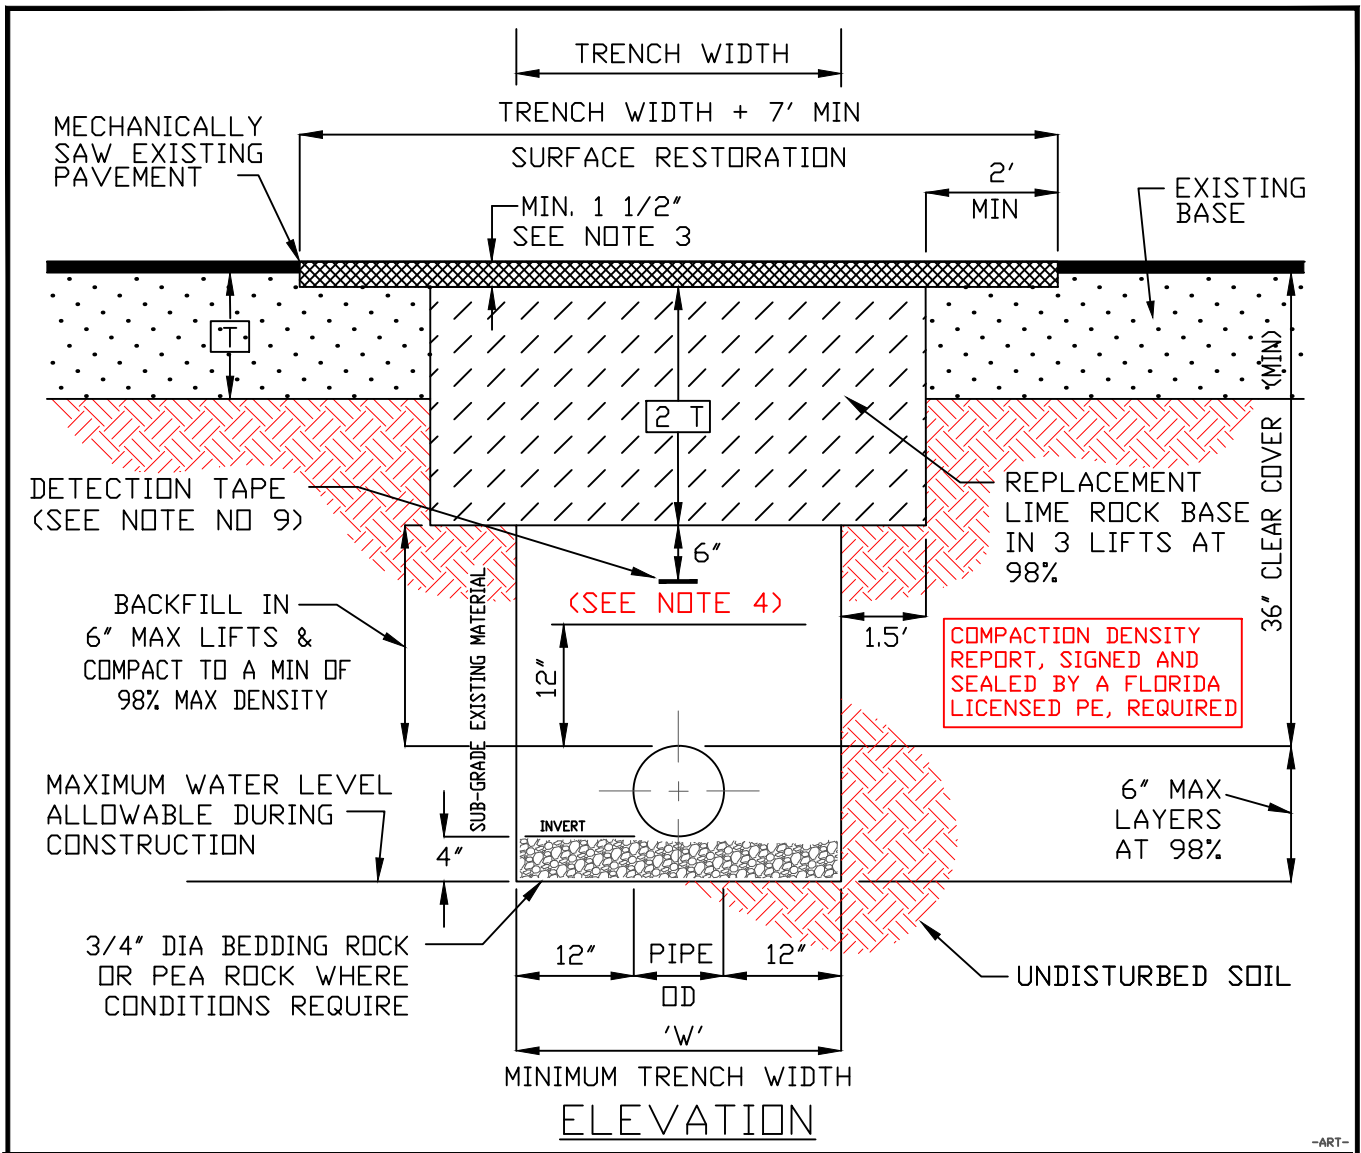 TRENCH WIDTH
TRENCH WIDTH + 7' MIN
SURFACE RESTORATION
MECHANICALLY
SAW EXISTING
PAVEMENT
MIN. 1 1/2"
SEE NOTE 3
2'
MIN
EXISTING
BASE
T
2 T
36" CLEAR COVER (MIN)
DETECTION TAPE
(SEE NOTE NO 9)
REPLACEMENT
LIME ROCK BASE
IN 3 LIFTS AT
98%
6"
(SEE NOTE 4)
BACKFILL IN
6" MAX LIFTS &
COMPACT TO A MIN OF
98% MAX DENSITY
SUB-GRADE EXISTING MATERIAL
12"
1.5'
COMPACTION DENSITY
REPORT, SIGNED AND
SEALED BY A FLORIDA
LICENSED PE, REQUIRED
MAXIMUM WATER LEVEL
ALLOWABLE DURING
CONSTRUCTION
INVERT
4"
6" MAX
LAYERS
AT 98%
3/4" DIA BEDDING ROCK
OR PEA ROCK WHERE
CONDITIONS REQUIRE
12"
PIPE
OD
12"
UNDISTURBED SOIL
'W'
MINIMUM TRENCH WIDTH
ELEVATION
-ART-